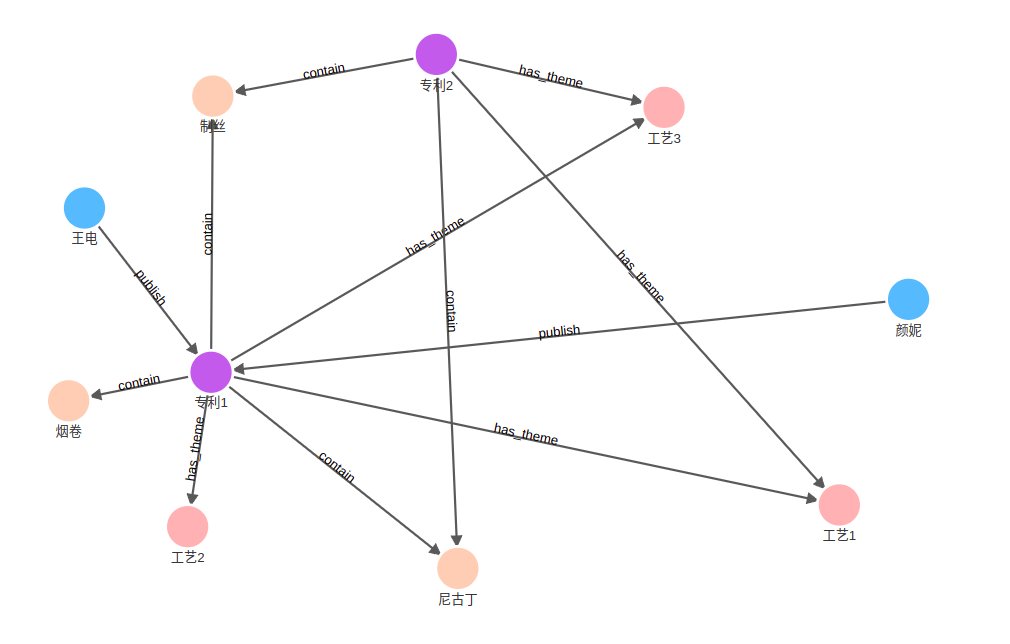 contain
专利2
has_theme
制丝
工艺3
contain
王电
has_theme
publish
contain
has_theme
颜妮
publish
contain
专利1
烟卷
has_theme
contain
has_theme
工艺2
尼古丁
工艺1